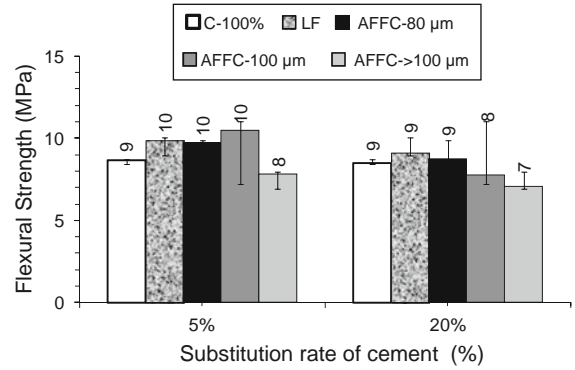 C-100% LF AFFC-80 µm
AFFC-100 µm AFFC->100 µm
Flexural Strength (MPa)
15
10
5
0
9 10 10 10 8
9 9 9 8 7
5% 20%
Substitution rate of cement (%)